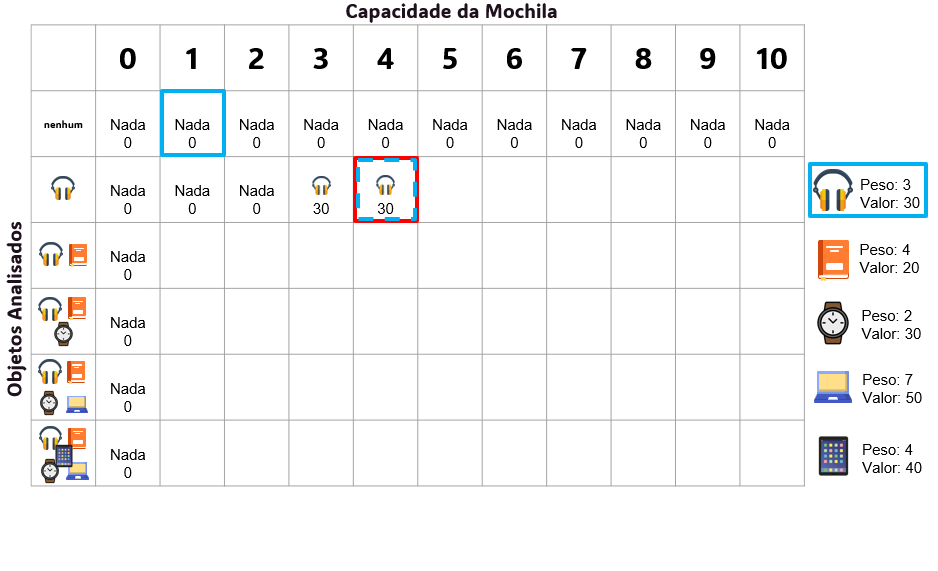 Capacidade da Mochila
0 1 2 3 4 5 6 7 8 9 10
nenhum
Nada Nada Nada Nada Nada Nada Nada Nada Nada Nada Nada
0 0 0 0 0 0 0 0 0 0 0
Nada Nada Nada
0 0 0 30 30
Peso: 3
Valor: 30
Objetos Analisados
Nada
0
Peso: 4
Valor: 20
Nada
0
Peso: 2
Valor: 30
Nada
0
Peso: 7
Valor: 50
Nada
0
Peso: 4
Valor: 40